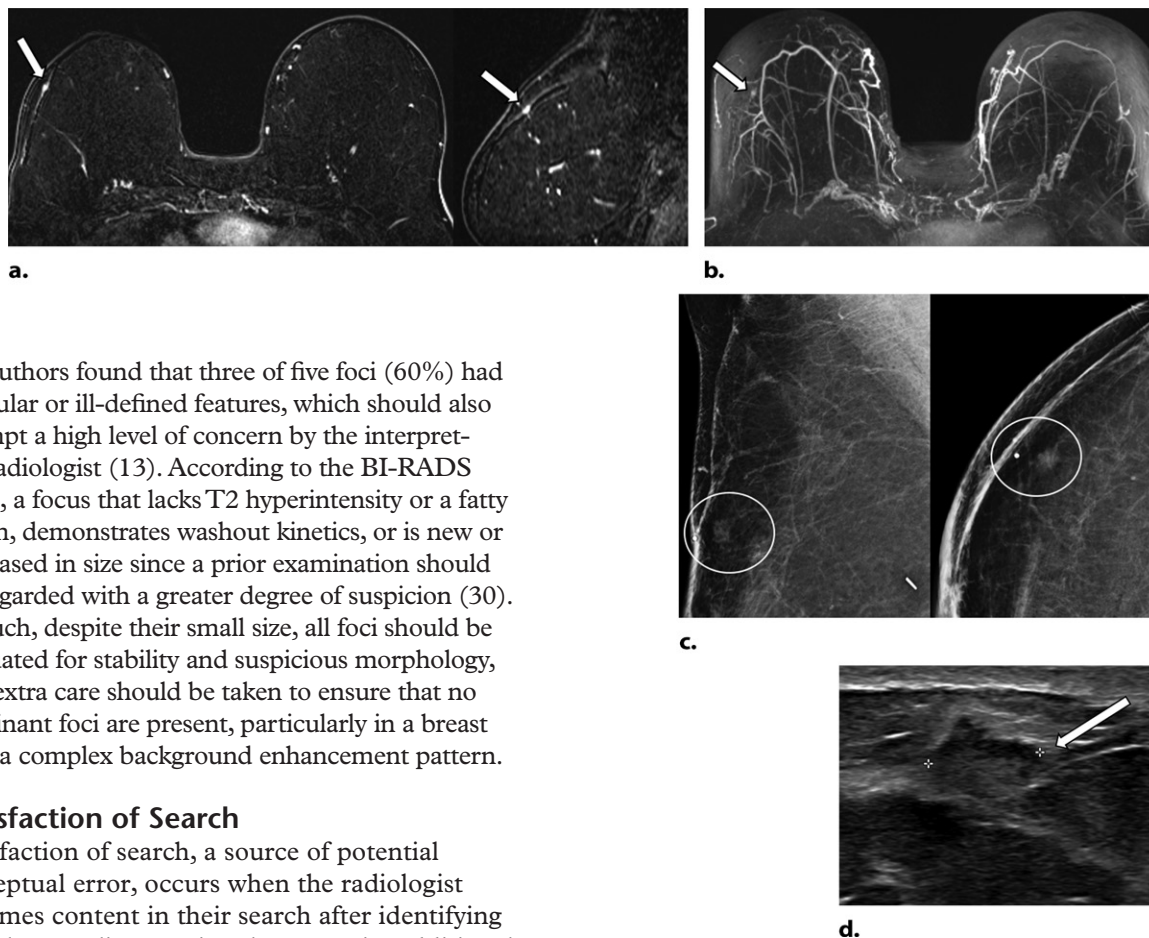 a.
b.
uthors found that three of five foci (60%) had
ular or ill-defined features, which should also
mpt a high level of concern by the interpret-
adiologist (13). According to the BI-RADS
, a focus that lacks T2 hyperintensity or a fatty
m, demonstrates washout kinetics, or is new or
eased in size since a prior examination should
garded with a greater degree of suspicion (30).
uch, despite their small size, all foci should be
uated for stability and suspicious morphology,
extra care should be taken to ensure that no
inant foci are present, particularly in a breast
a complex background enhancement pattern.
c.
sfaction of Search
faction of search, a source of potential
eptual error, occurs when the radiologist
mes content in their search after identifying
d.